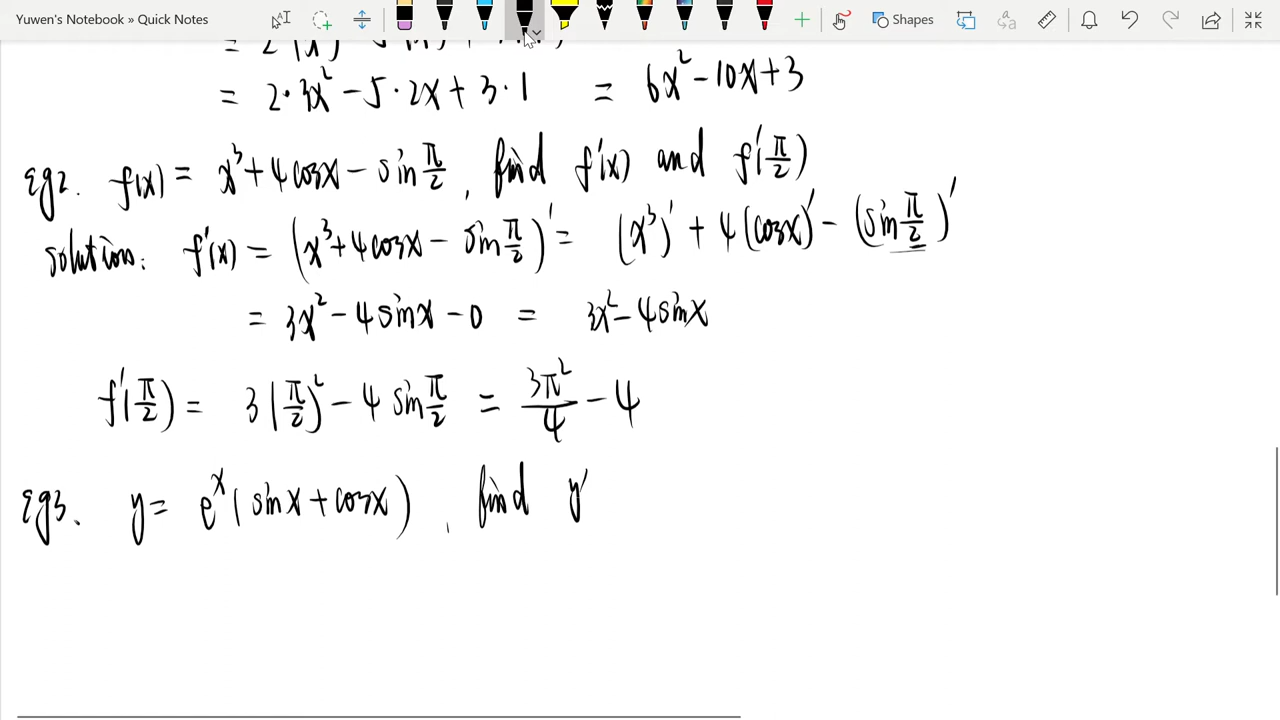 Yuwen's Notebook » Quick Notes
Shapes
= 2·3x² - 5·2x + 3·1 = 6x² - 10x + 3
Eg2. f(x) = x³ + 4cosx - sin π/2, find f'(x) and f'(π/2)
solution: f'(x) = (x³ + 4cosx - sin π/2)' = (x³)' + 4(cosx)' - (sin π/2)'
= 3x² - 4sinx - 0 = 3x² - 4sinx
f'(π/2) = 3(π/2)² - 4 sin π/2 = 3π²/4 - 4
Eg3. y = eˣ(sinx + cosx), find y'